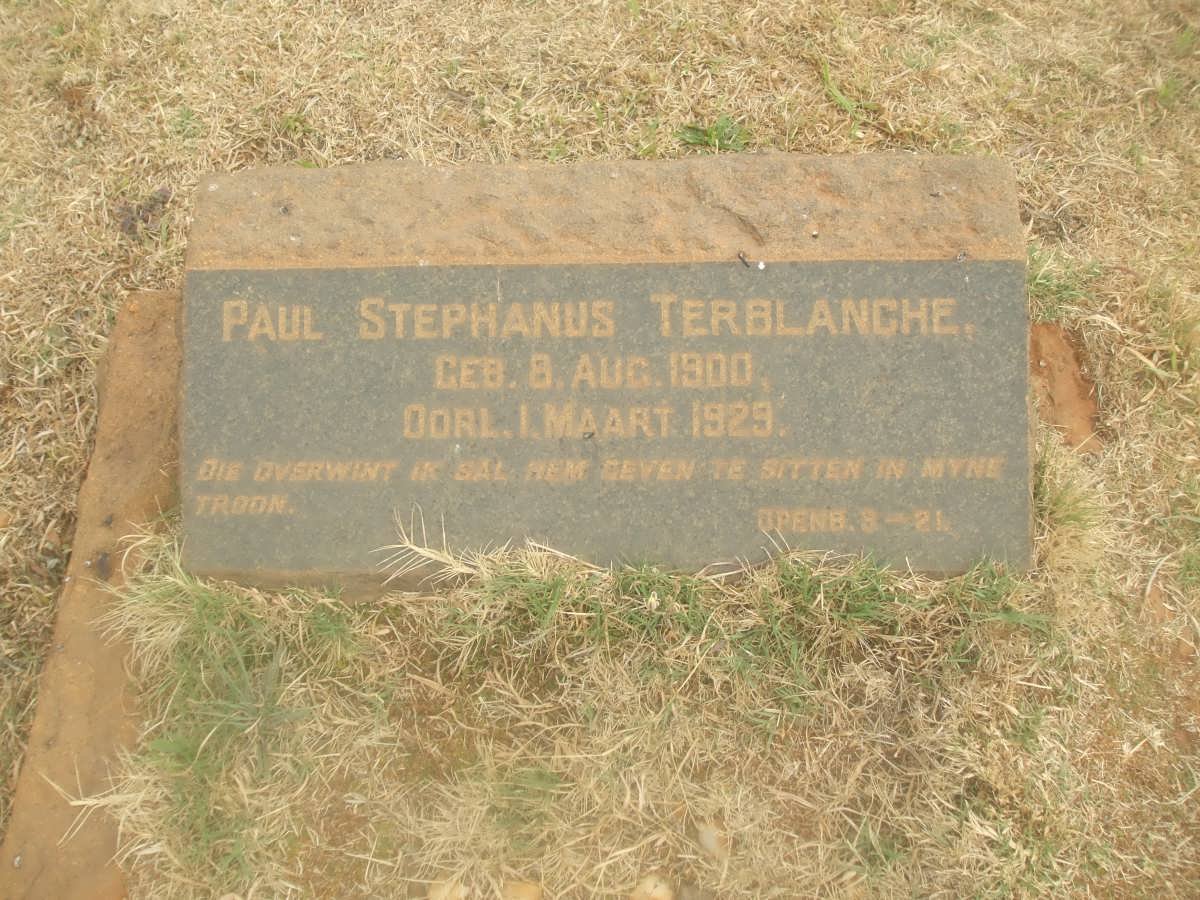 PAUL STEPHANUS TERBLANCHE.
GEB. 8. AUG. 1900.
OORL. 1. MAART 1929.
DIE OVERWINT IK SAL HEM GEVEN TE SITTEN IN MYNE
TROON.
OPENB. 3 — 21.